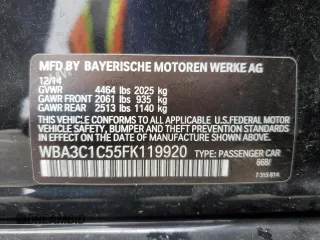 MFD BY BAYERISCHE MOTOREN WERKE AG
12/14
GVWR 4464 lbs 2025 kg
GAWR FRONT 2061 lbs 935 kg
GAWR REAR 2513 lbs 1140 kg
THIS VEHICLE CONFORMS TO ALL APPLICABLE U.S. FEDERAL MOTOR
VEHICLE SAFETY, BUMPER, AND THEFT PREVENTION STANDARDS IN
EFFECT ON THE DATE OF MANUFACTURE SHOWN ABOVE.
WBA3C1C55FK119920 TYPE: PASSENGER CAR
668/